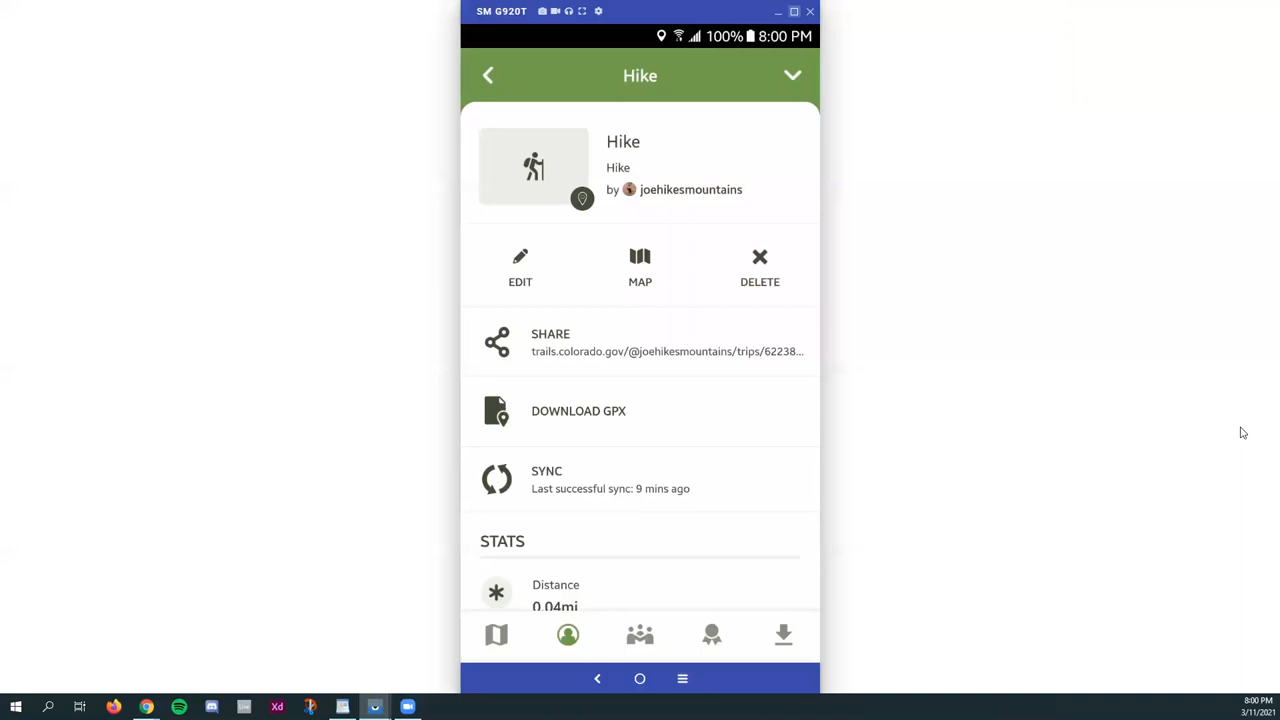 SM G920T
100% 8:00 PM
Hike
Hike
Hike
by joehikesmountains
EDIT
MAP
DELETE
SHARE
trails.colorado.gov/@joehikesmountains/trips/62238...
DOWNLOAD GPX
SYNC
Last successful sync: 9 mins ago
STATS
Distance
0.04mi
Xd
8:00 PM
3/11/2021